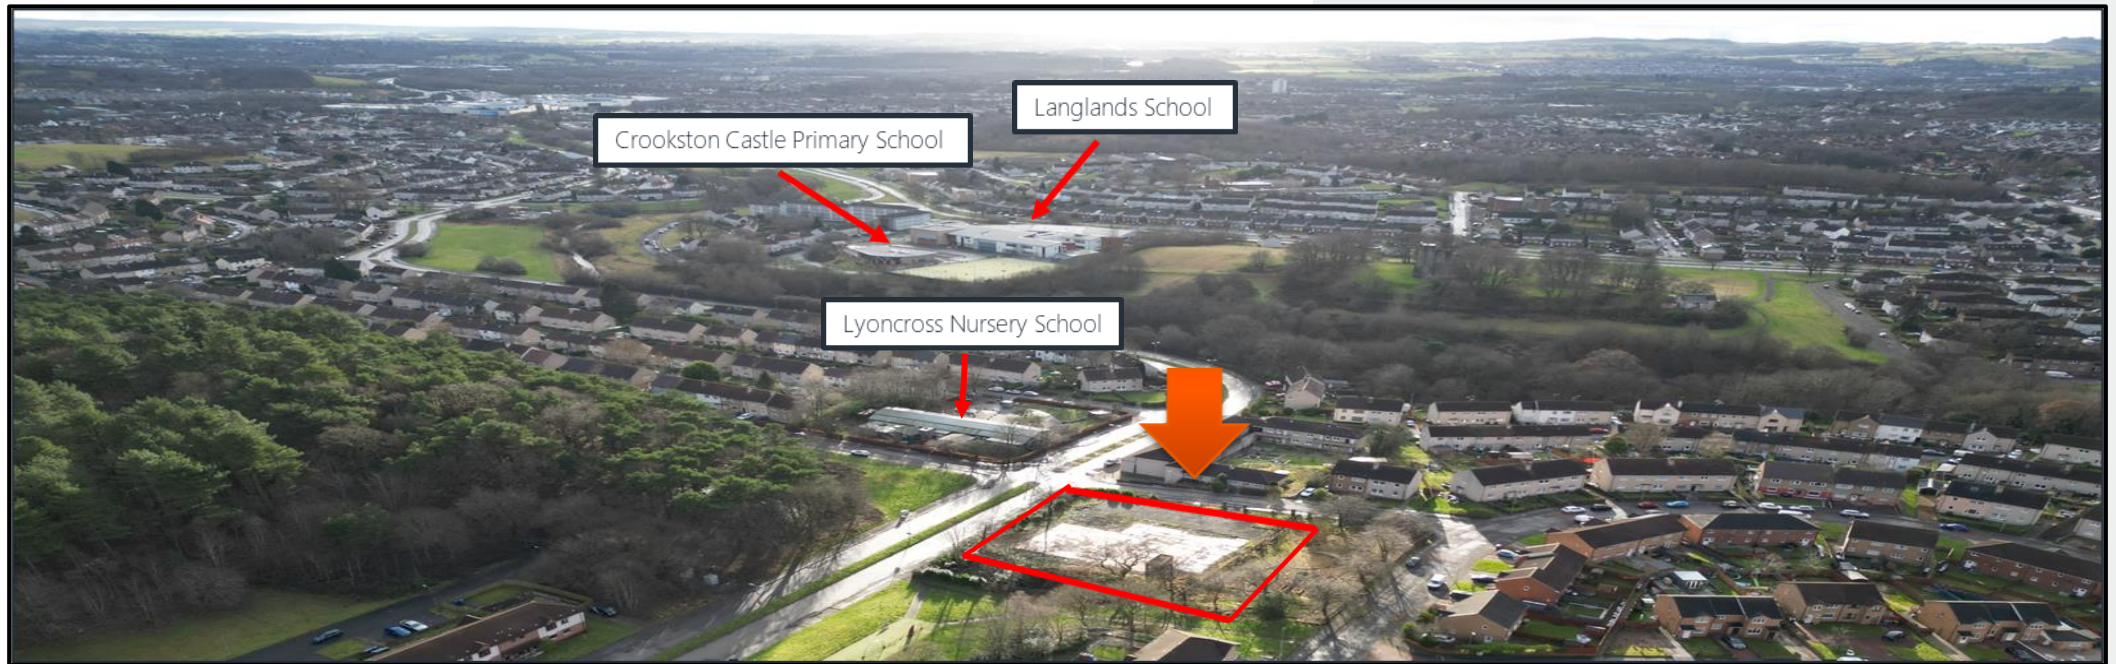 Langlands School
Crookston Castle Primary School
Lyoncross Nursery School